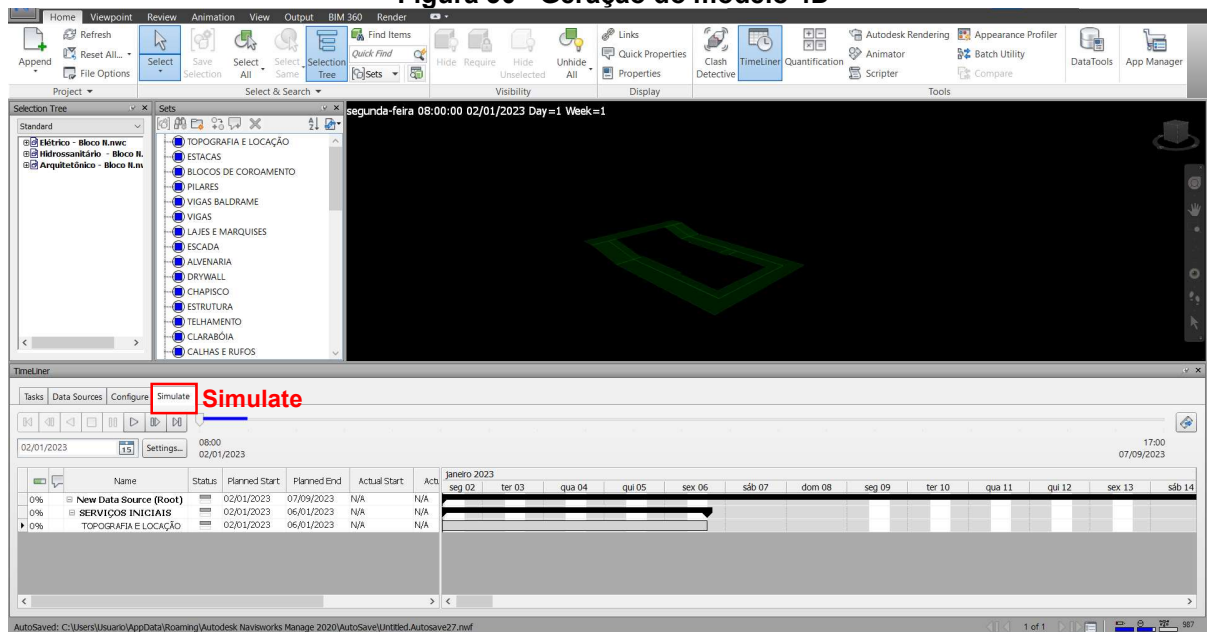 Figura 30 - Geração do modelo 4D
Home Viewpoint Review Animation View Output BIM 360 Render
Append
Refresh
Reset All...
File Options
Project
Select
Save Selection
Select All
Select Same
Selection Tree
Find Items
Quick Find
Sets
Select & Search
Hide
Require
Hide Unselected
Unhide All
Visibility
Links
Quick Properties
Properties
Display
Clash Detective
TimeLiner
Quantification
Autodesk Rendering
Animator
Scripter
Appearance Profiler
Batch Utility
Compare
DataTools
App Manager
Tools
Selection Tree
Standard
Elétrico - Bloco N.nwc
Hidrossanitário - Bloco N.
Arquitetônico - Bloco N.nw
Sets
TOPOGRAFIA E LOCAÇÃO
ESTACAS
BLOCOS DE COROAMENTO
PILARES
VIGAS BALDRAME
VIGAS
LAJES E MARQUISES
ESCADA
ALVENARIA
DRYWALL
CHAPISCO
ESTRUTURA
TELHAMENTO
CLARABÓIA
CALHAS E RUFOS
segunda-feira 08:00:00 02/01/2023 Day=1 Week=1
TimeLiner
Tasks Data Sources Configure Simulate Simulate
02/01/2023 15 Settings...
08:00
02/01/2023
17:00
07/09/2023
Name Status Planned Start Planned End Actual Start Actu
0% New Data Source (Root) 02/01/2023 07/09/2023 N/A N/A
0% SERVIÇOS INICIAIS 02/01/2023 06/01/2023 N/A N/A
0% TOPOGRAFIA E LOCAÇÃO 02/01/2023 06/01/2023 N/A N/A
janeiro 2023
seg 02 ter 03 qua 04 qui 05 sex 06 sáb 07 dom 08 seg 09 ter 10 qua 11 qui 12 sex 13 sáb 14
AutoSaved: C:\Users\Usuario\AppData\Roaming\Autodesk Navisworks Manage 2020\AutoSave\Untitled.Autosave27.nwf
1 of 1
987